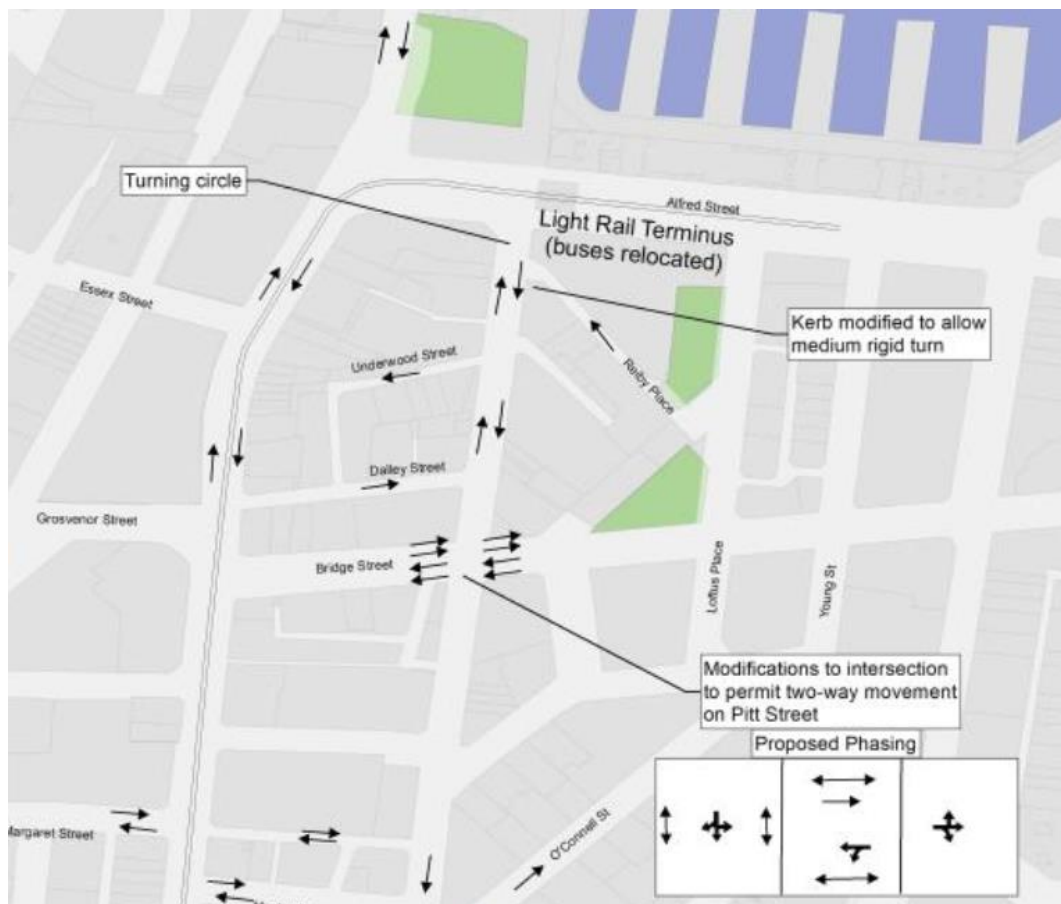 Turning circle
Alfred Street
Light Rail Terminus
(buses relocated)
Essex Street
Kerb modified to allow
medium rigid turn
Underwood Street
Reiby Place
Dalley Street
Grosvenor Street
Bridge Street
Loftus Place
Young St
Modifications to intersection
to permit two-way movement
on Pitt Street
Proposed Phasing
Margaret Street
O'Connell St